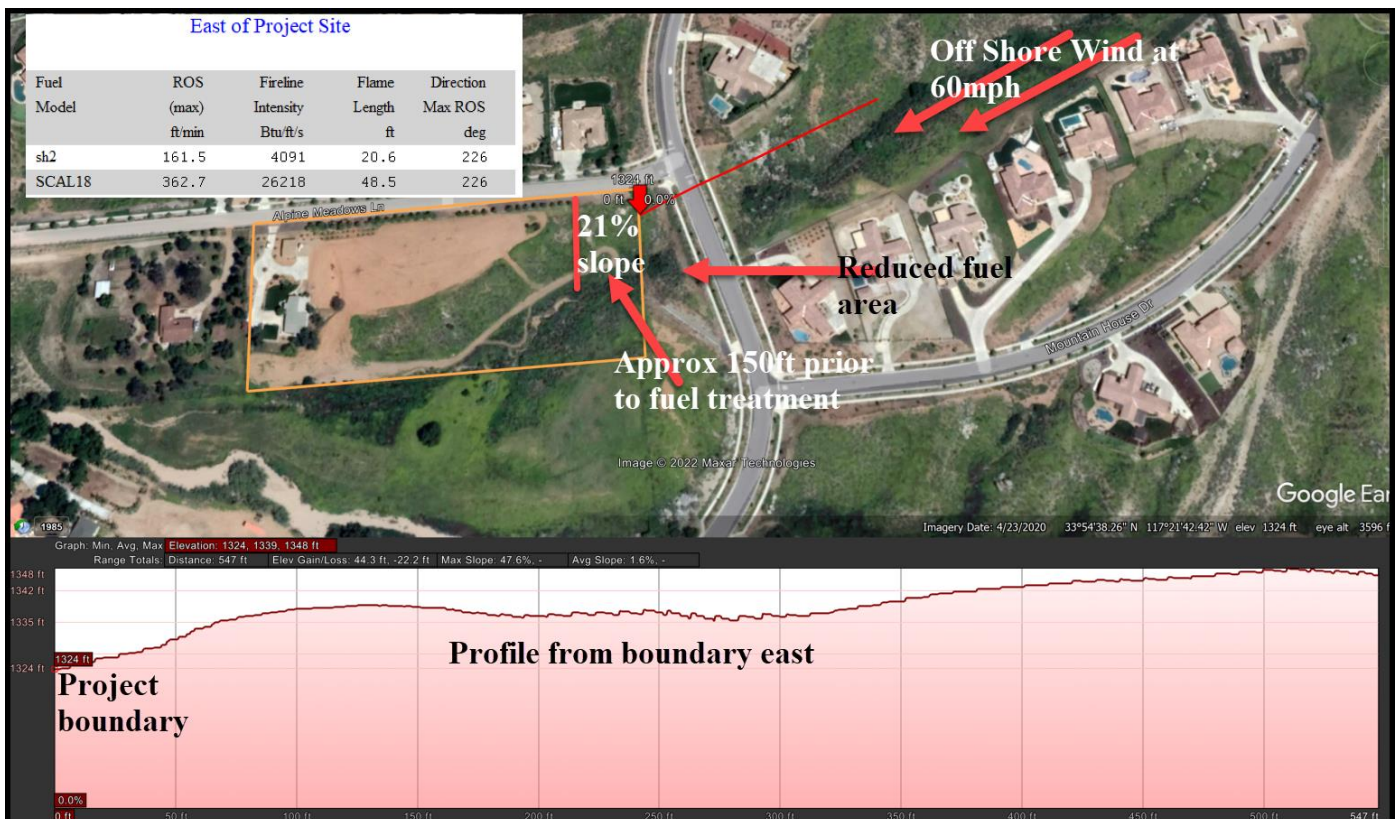 East of Project Site
Fuel Model ROS (max) ft/min Fireline Intensity Btu/ft/s Flame Length ft Direction Max ROS deg
sh2 161.5 4091 20.6 226
SCAL18 362.7 26218 48.5 226
Off Shore Wind at
60mph
1324 ft
0 ft 0.0%
Alpine Meadows Ln
21%
slope
Reduced fuel
area
Mountain House Dr
Approx 150ft prior
to fuel treatment
Image © 2022 Maxar Technologies
Google Ear
1985
Imagery Date: 4/23/2020 33°54'38.26" N 117°21'42.42" W elev 1324 ft eye alt 3596 f
Graph: Min, Avg, Max Elevation: 1324, 1339, 1348 ft
Range Totals: Distance: 547 ft Elev Gain/Loss: 44.3 ft, -22.2 ft Max Slope: 47.6%, - Avg Slope: 1.6%, -
1348 ft
1342 ft
1335 ft
1324 ft
1324 ft
Profile from boundary east
Project
boundary
0.0%
0 ft 50 ft 100 ft 150 ft 200 ft 250 ft 300 ft 350 ft 400 ft 450 ft 500 ft 547 ft